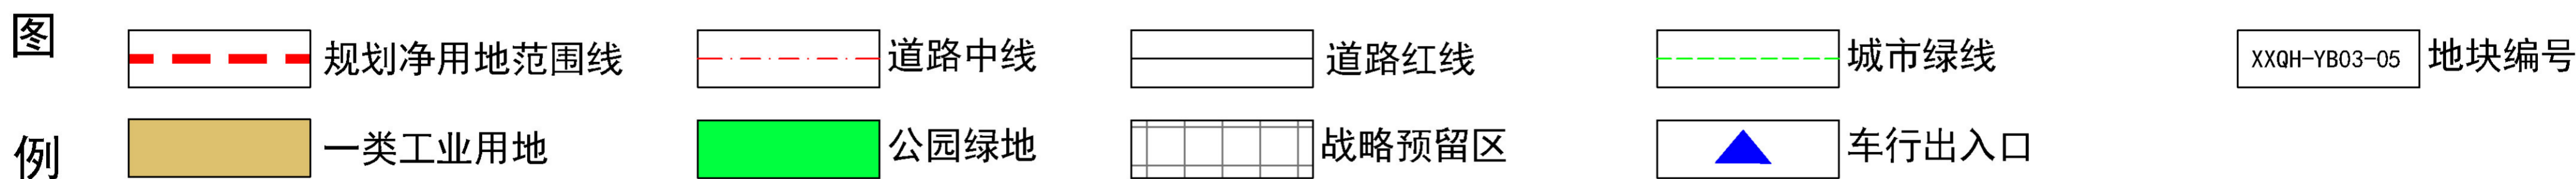 图例
规划净用地范围线
道路中线
道路红线
城市绿线
XXQH-YB03-05
地块编号
一类工业用地
公园绿地
战略预留区
车行出入口